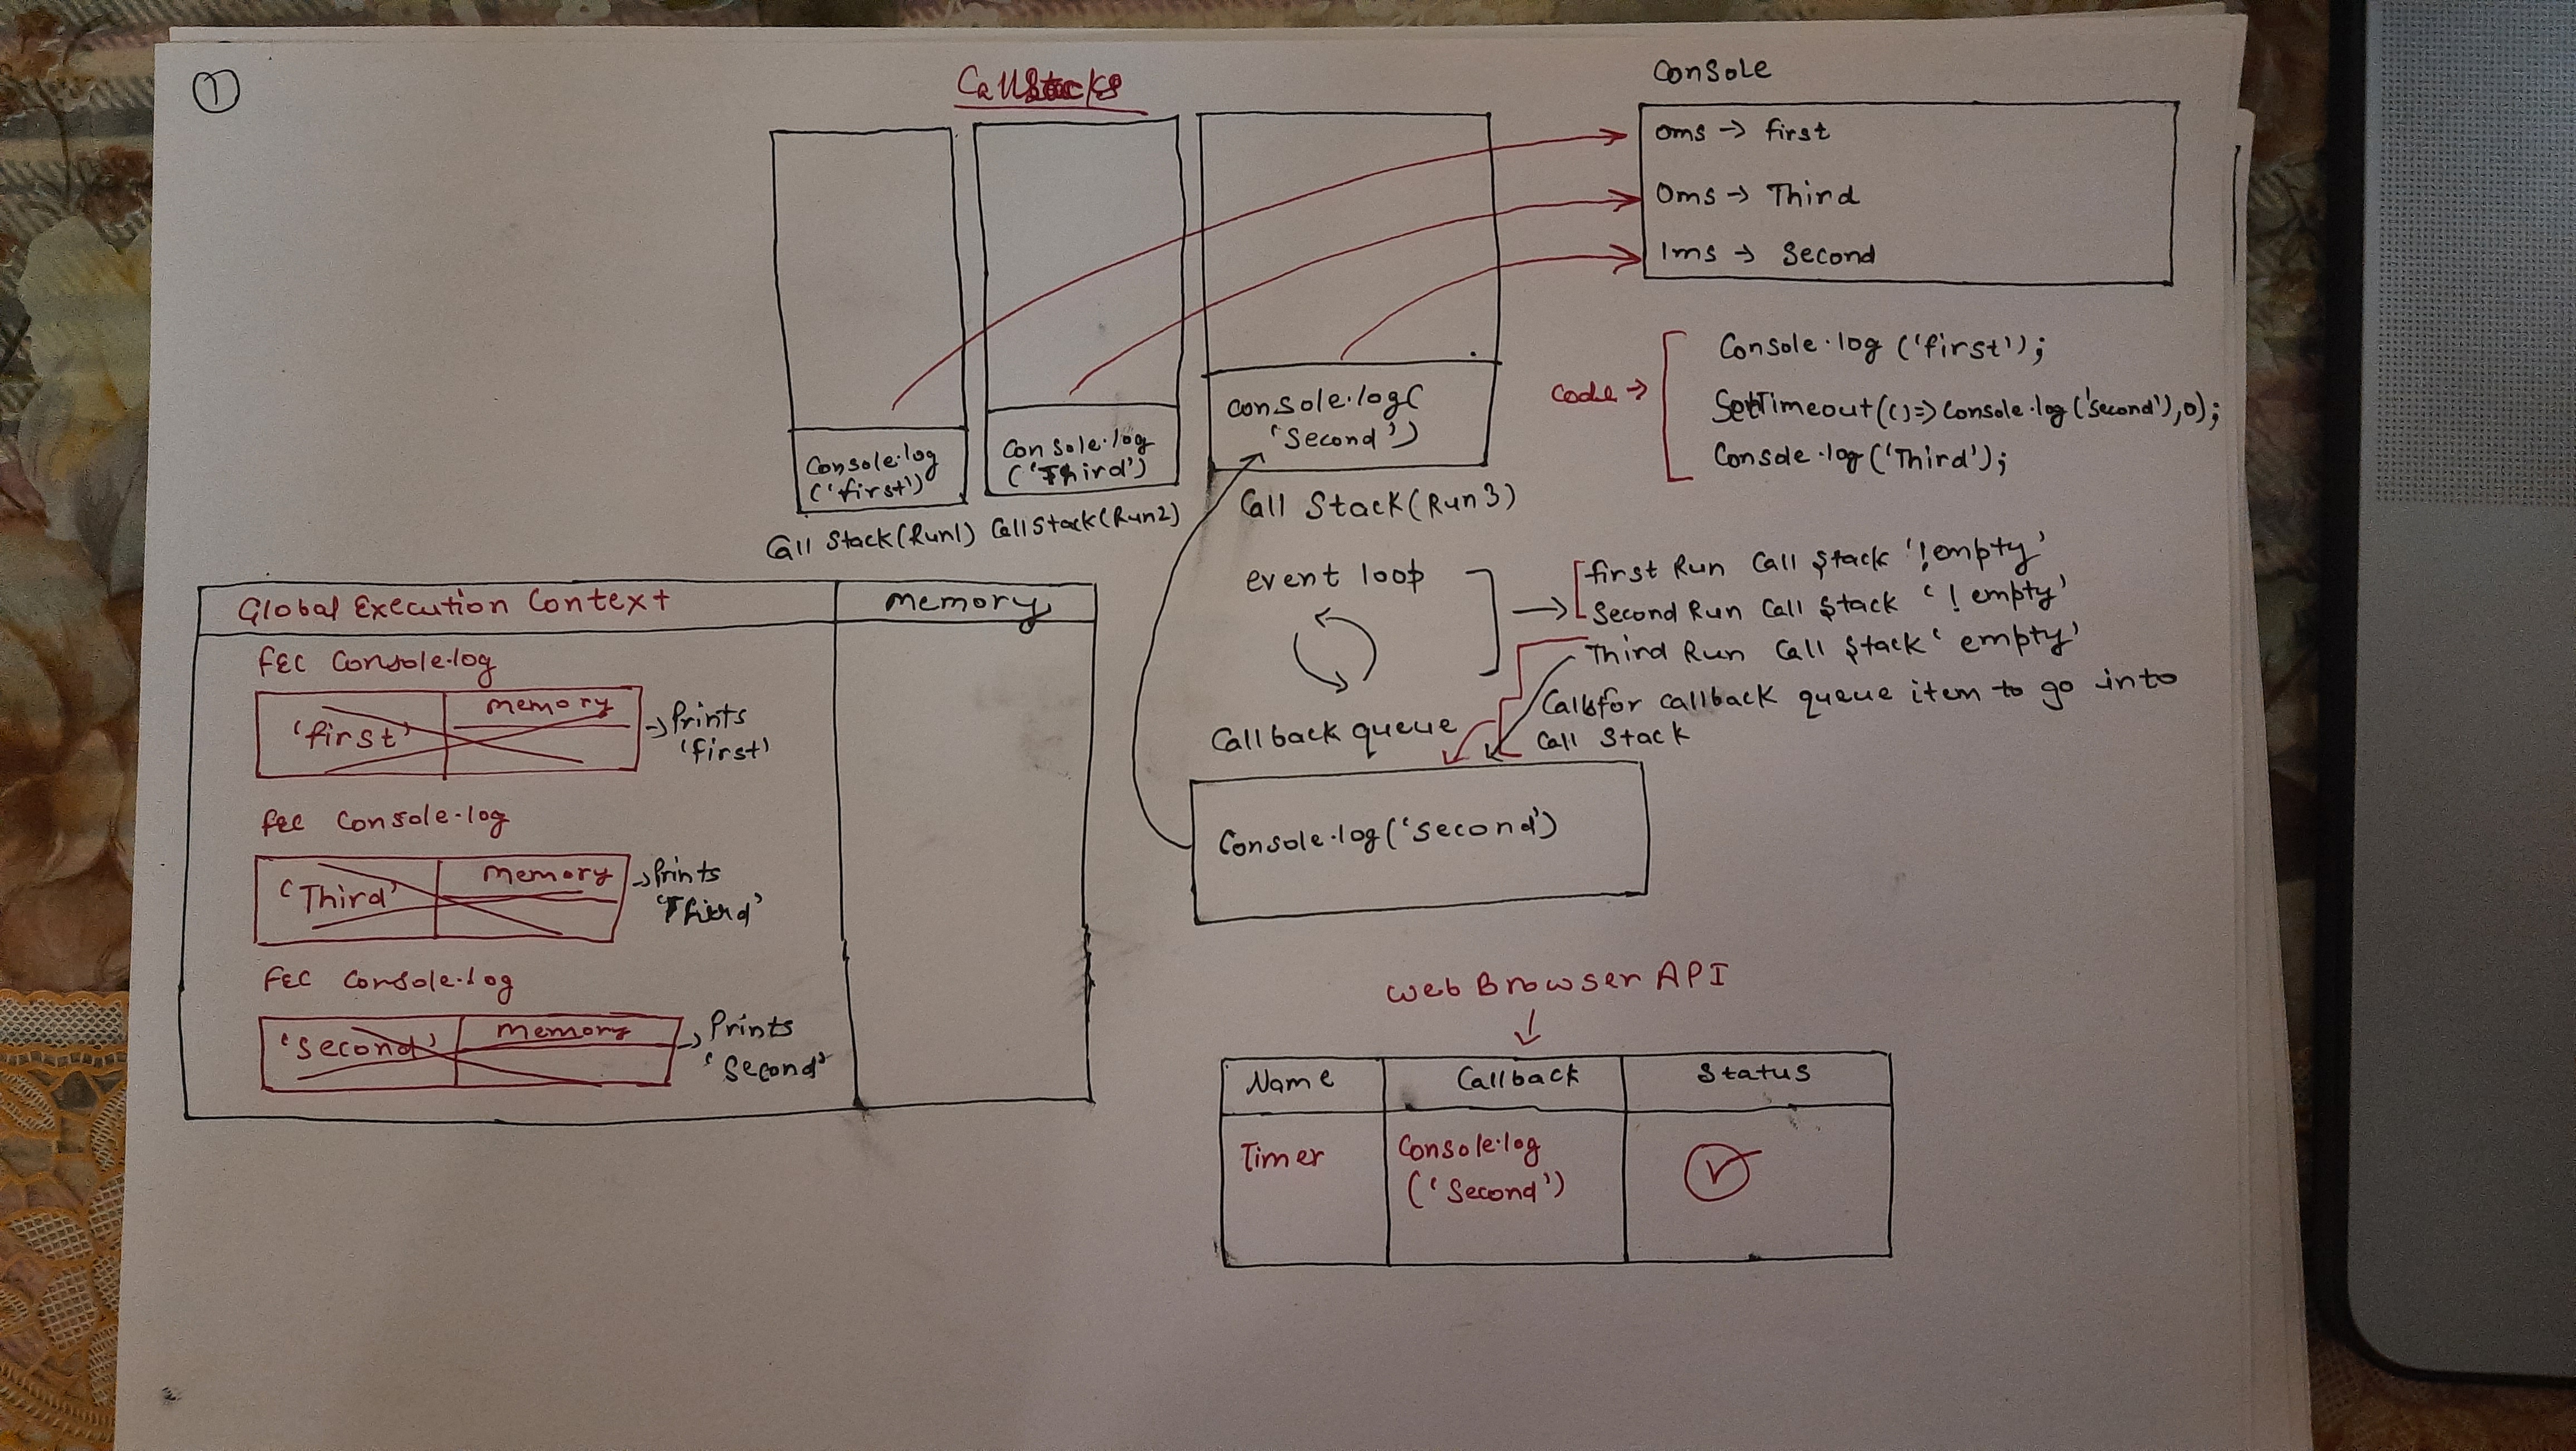 ①
Callstacks
Console
0ms → first
0ms → Third
1ms → Second
Console.log
('first')
Call Stack(Run1)
Console.log
('Third')
Call Stack(Run2)
Console.log(
'Second')
Call Stack(Run3)
Code →
Console.log('first');
SetTimeout(()=>Console.log('second'),0);
Console.log('Third');
Global Execution Context
memory
FEC Console.log
'first'
memory
→ Prints
'first'
FEC Console.log
'Third'
memory
→ Prints
'Third'
FEC Console.log
'Second'
memory
→ Prints
'Second'
event loop
→
first Run Call Stack '!empty'
Second Run Call Stack '!empty'
Third Run Call Stack 'empty'
Calls for callback queue item to go into
Call Stack
Callback queue
Console.log('second')
Web Browser API
Name
Callback
Status
Timer
Console.log
('Second')
✓